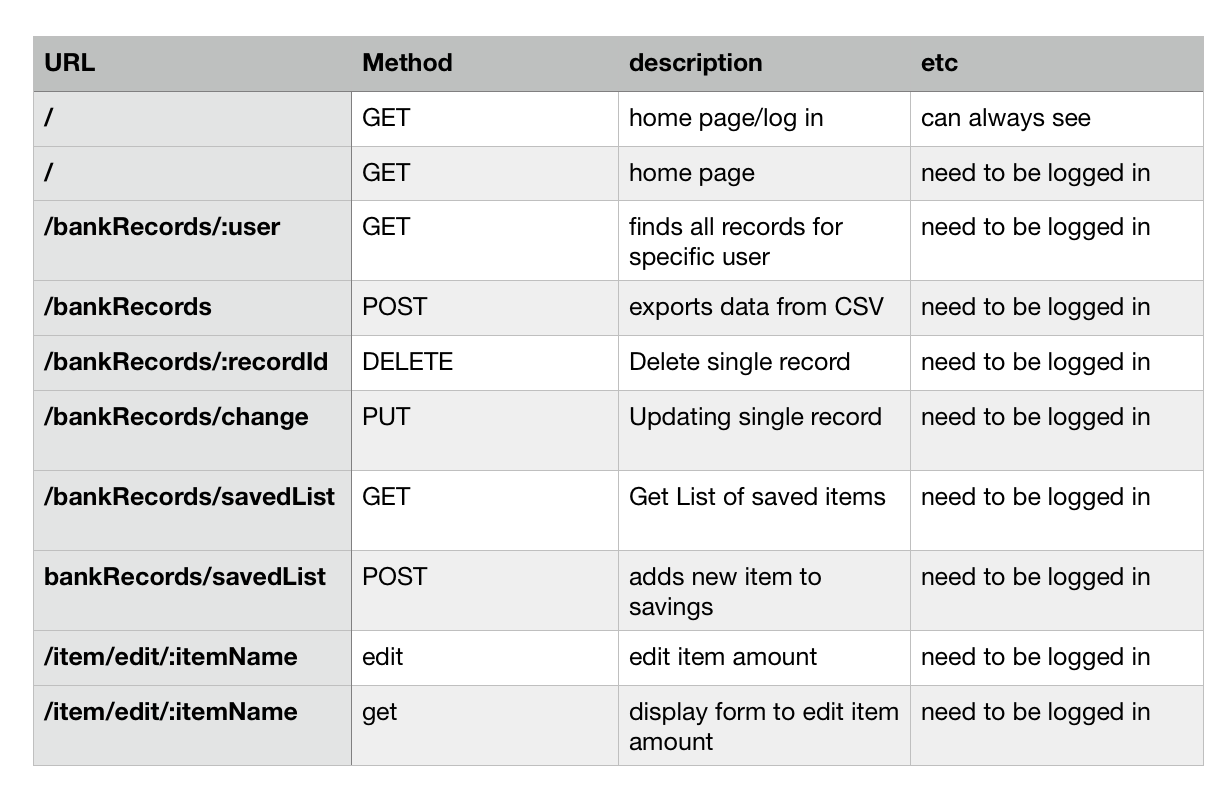 URL Method description etc
/ GET home page/log in can always see
/ GET home page need to be logged in
/bankRecords/:user GET finds all records for need to be logged in
specific user
/bankRecords POST exports data from CSV need to be logged in
/bankRecords/:recordId DELETE Delete single record need to be logged in
/bankRecords/change PUT Updating single record need to be logged in
/bankRecords/savedList GET Get List of saved items need to be logged in
bankRecords/savedList POST adds new item to need to be logged in
savings
/item/edit/:itemName edit edit item amount need to be logged in
/item/edit/:itemName get display form to edit item need to be logged in
amount